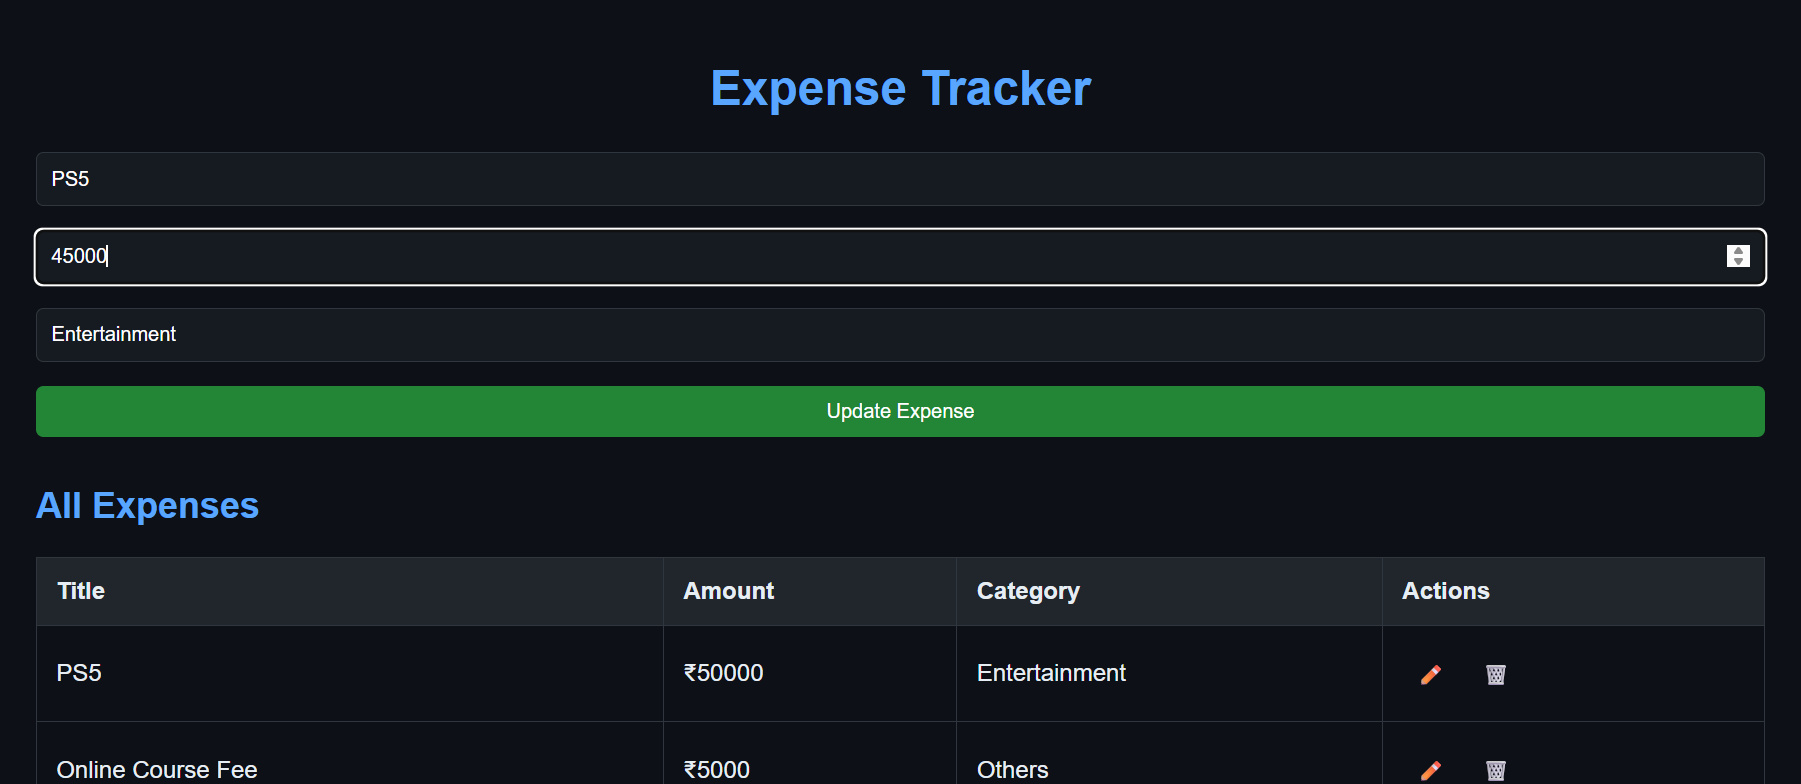 Expense Tracker
PS5
45000
Entertainment
Update Expense
All Expenses
Title Amount Category Actions
PS5 ₹50000 Entertainment
Online Course Fee ₹5000 Others